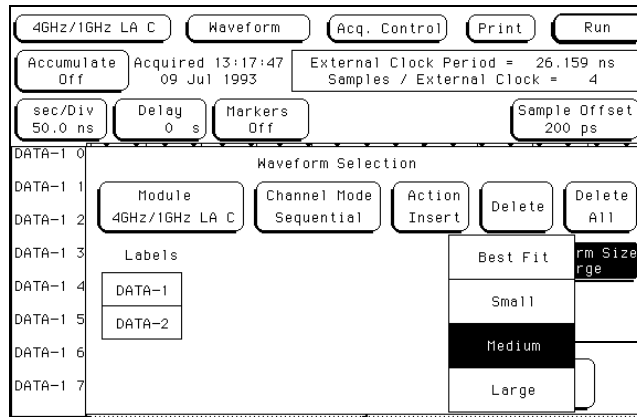 4GHz/1GHz LA C Waveform Acq. Control Print Run
Accumulate Off
Acquired 13:17:47
09 Jul 1993
External Clock Period = 26.159 ns
Samples / External Clock = 4
sec/Div
50.0 ns
Delay
0 s
Markers
Off
Sample Offset
200 ps
DATA-1 0
DATA-1 1
DATA-1 2
DATA-1 3
DATA-1 4
DATA-1 5
DATA-1 6
DATA-1 7
Waveform Selection
Module
4GHz/1GHz LA C
Channel Mode
Sequential
Action
Insert
Delete
Delete
All
Labels
DATA-1
DATA-2
rm Size
rge
Best Fit
Small
Medium
Large